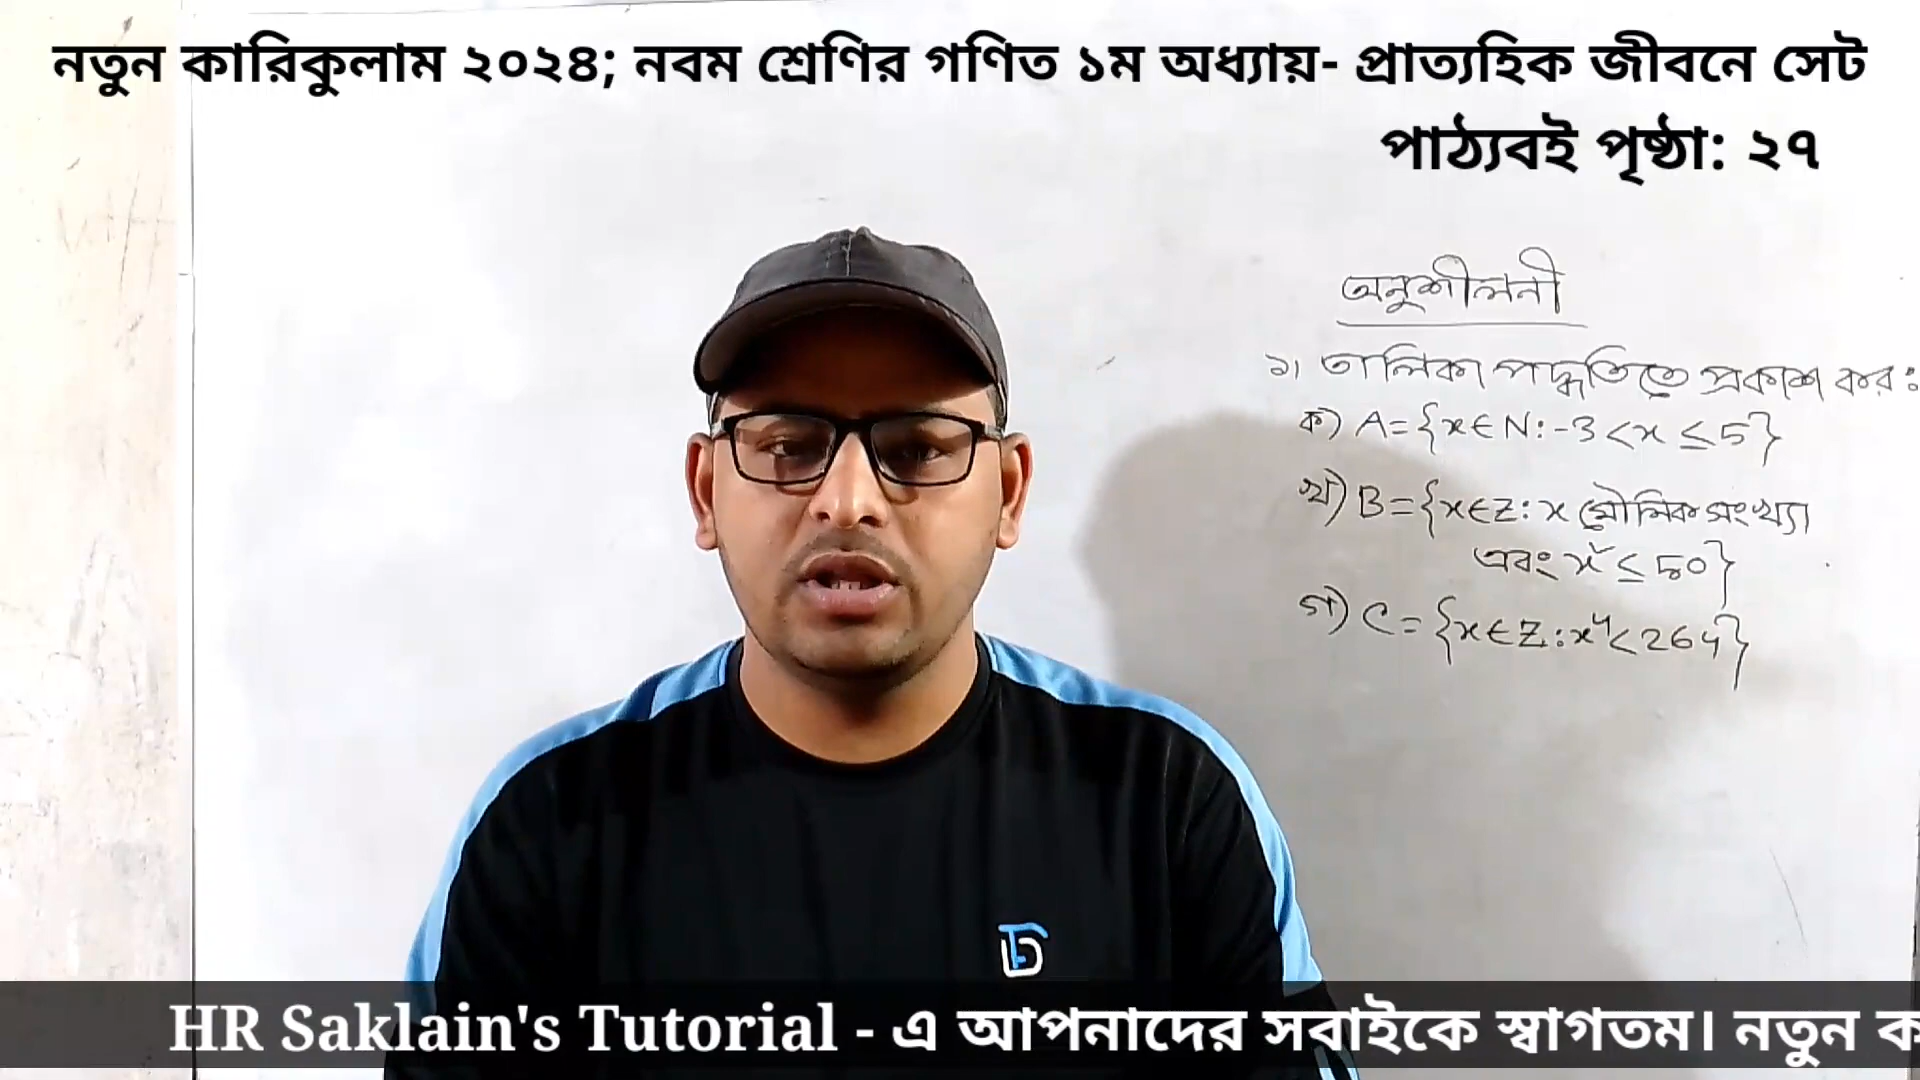 নতুন কারিকুলাম ২০২৪; নবম শ্রেণির গণিত ১ম অধ্যায়- প্রাত্যহিক জীবনে সেট
পাঠ্যবই পৃষ্ঠা: ২৭
অনুশীলনী
১। তালিকা পদ্ধতিতে প্রকাশ কর:
ক) A={x∈N:-3<x≤5}
খ) B={x∈Z: x মৌলিক সংখ্যা
এবং x²≤50}
গ) C={x∈Z:x⁴<264}
HR Saklain's Tutorial - এ আপনাদের সবাইকে স্বাগতম। নতুন ক